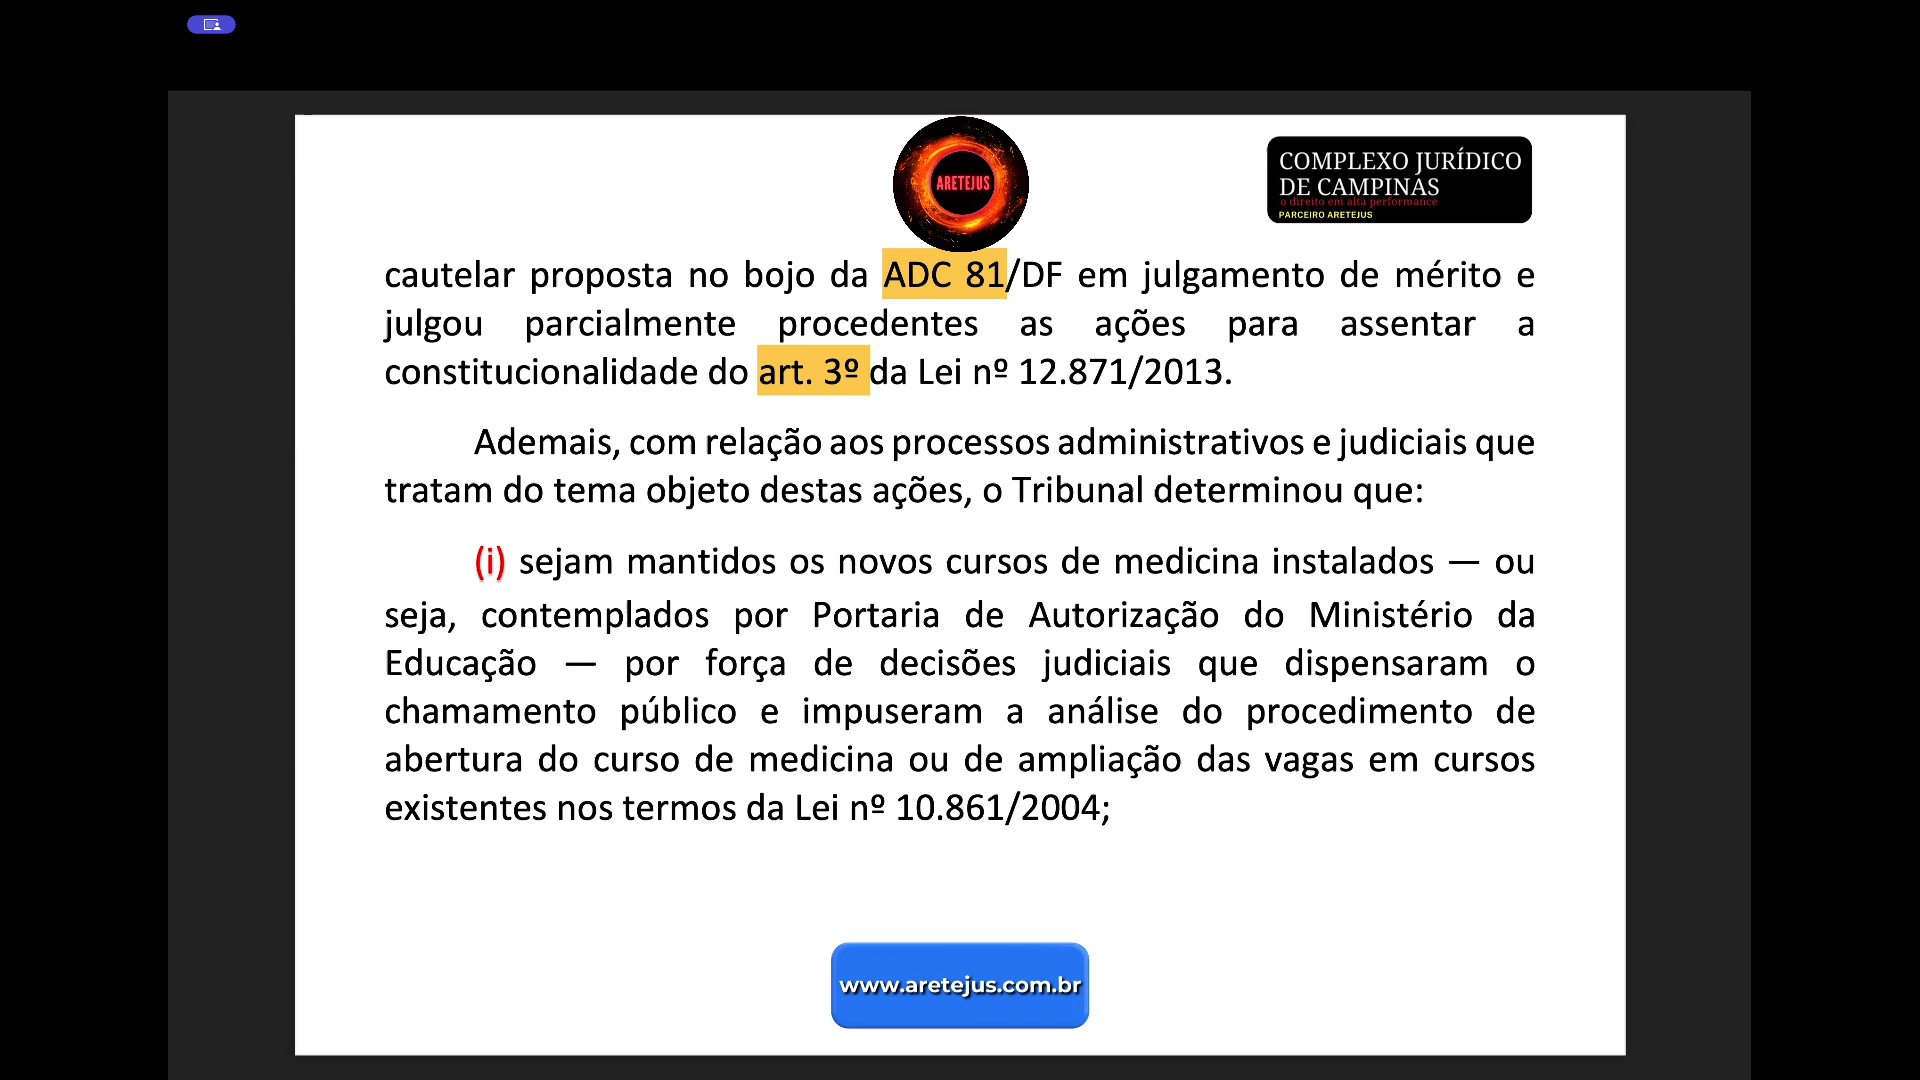 ARETEJUS
COMPLEXO JURÍDICO
DE CAMPINAS
o direito em alta performance
PARCEIRO ARETEJUS
cautelar proposta no bojo da ADC 81/DF em julgamento de mérito e
julgou parcialmente procedentes as ações para assentar a
constitucionalidade do art. 3º da Lei nº 12.871/2013.
Ademais, com relação aos processos administrativos e judiciais que
tratam do tema objeto destas ações, o Tribunal determinou que:
(i) sejam mantidos os novos cursos de medicina instalados — ou
seja, contemplados por Portaria de Autorização do Ministério da
Educação — por força de decisões judiciais que dispensaram o
chamamento público e impuseram a análise do procedimento de
abertura do curso de medicina ou de ampliação das vagas em cursos
existentes nos termos da Lei nº 10.861/2004;
www.aretejus.com.br